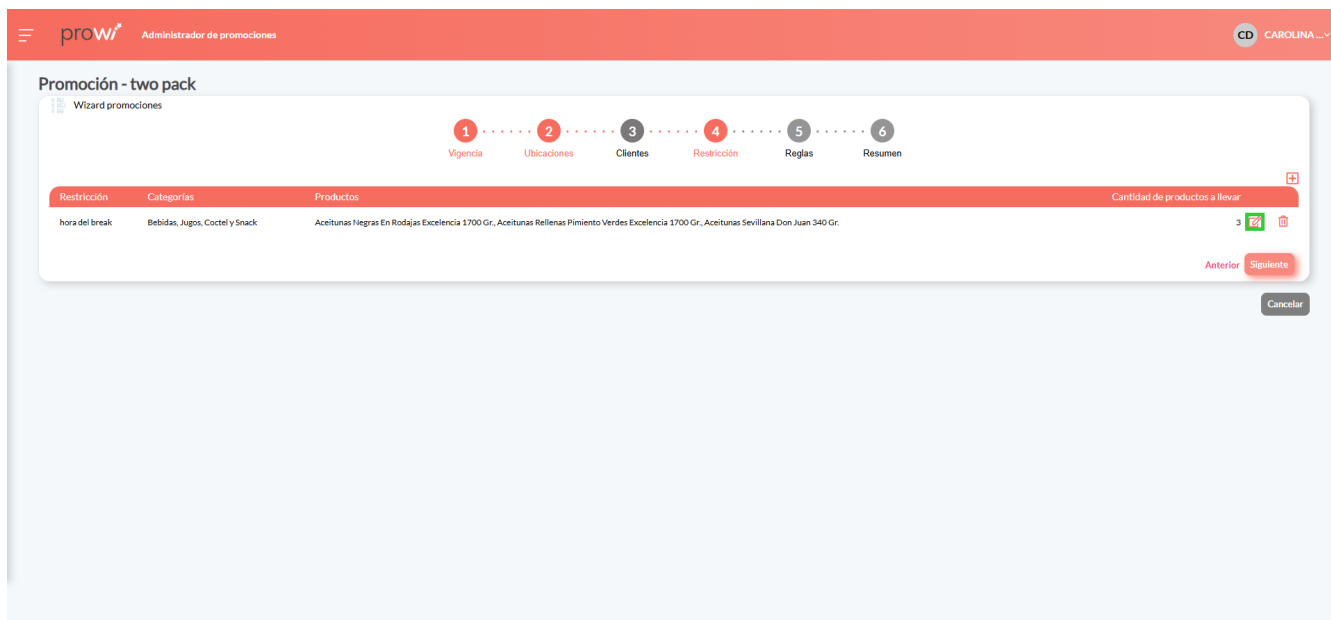 prowi Administrador de promociones CD CAROLINA ...
Promoción - two pack
Wizard promociones
1 2 3 4 5 6
Vigencia Ubicaciones Clientes Restricción Reglas Resumen
Restricción Categorías Productos Cantidad de productos a llevar
hora del break Bebidas, Jugos, Coctel y Snack Aceitunas Negras En Rodajas Excelencia 1700 Gr., Aceitunas Rellenas Pimiento Verdes Excelencia 1700 Gr., Aceitunas Sevillana Don Juan 340 Gr. 3
Anterior Siguiente
Cancelar